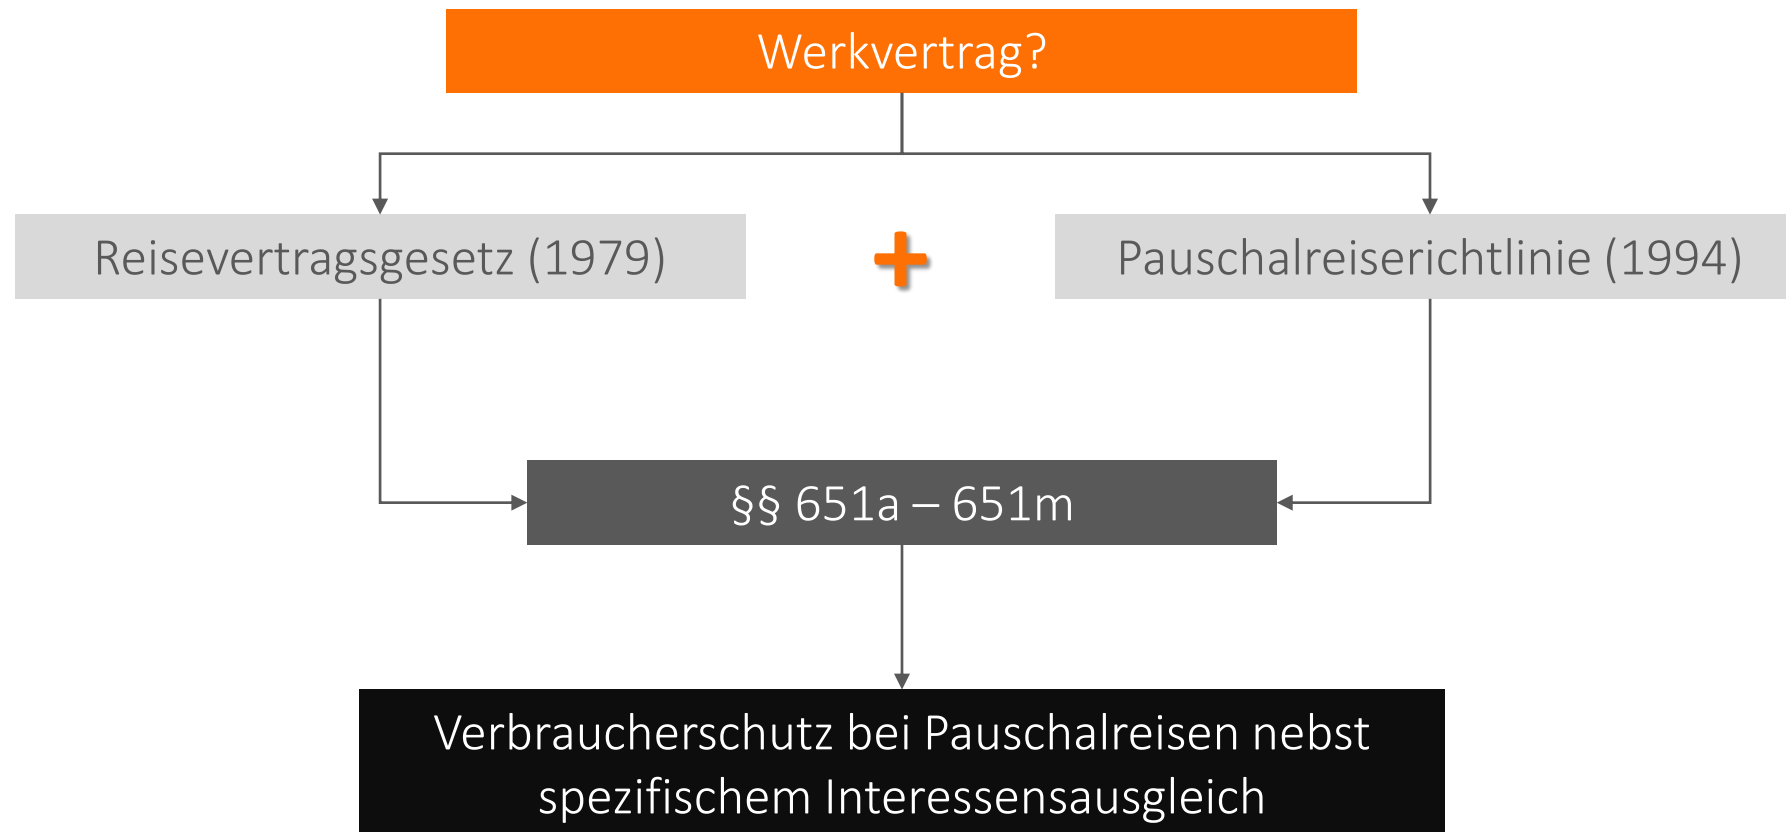 Werkvertrag?
Reisevertragsgesetz (1979)
Pauschalreiserichtlinie (1994)
§§ 651a – 651m
Verbraucherschutz bei Pauschalreisen nebst
spezifischem Interessensausgleich